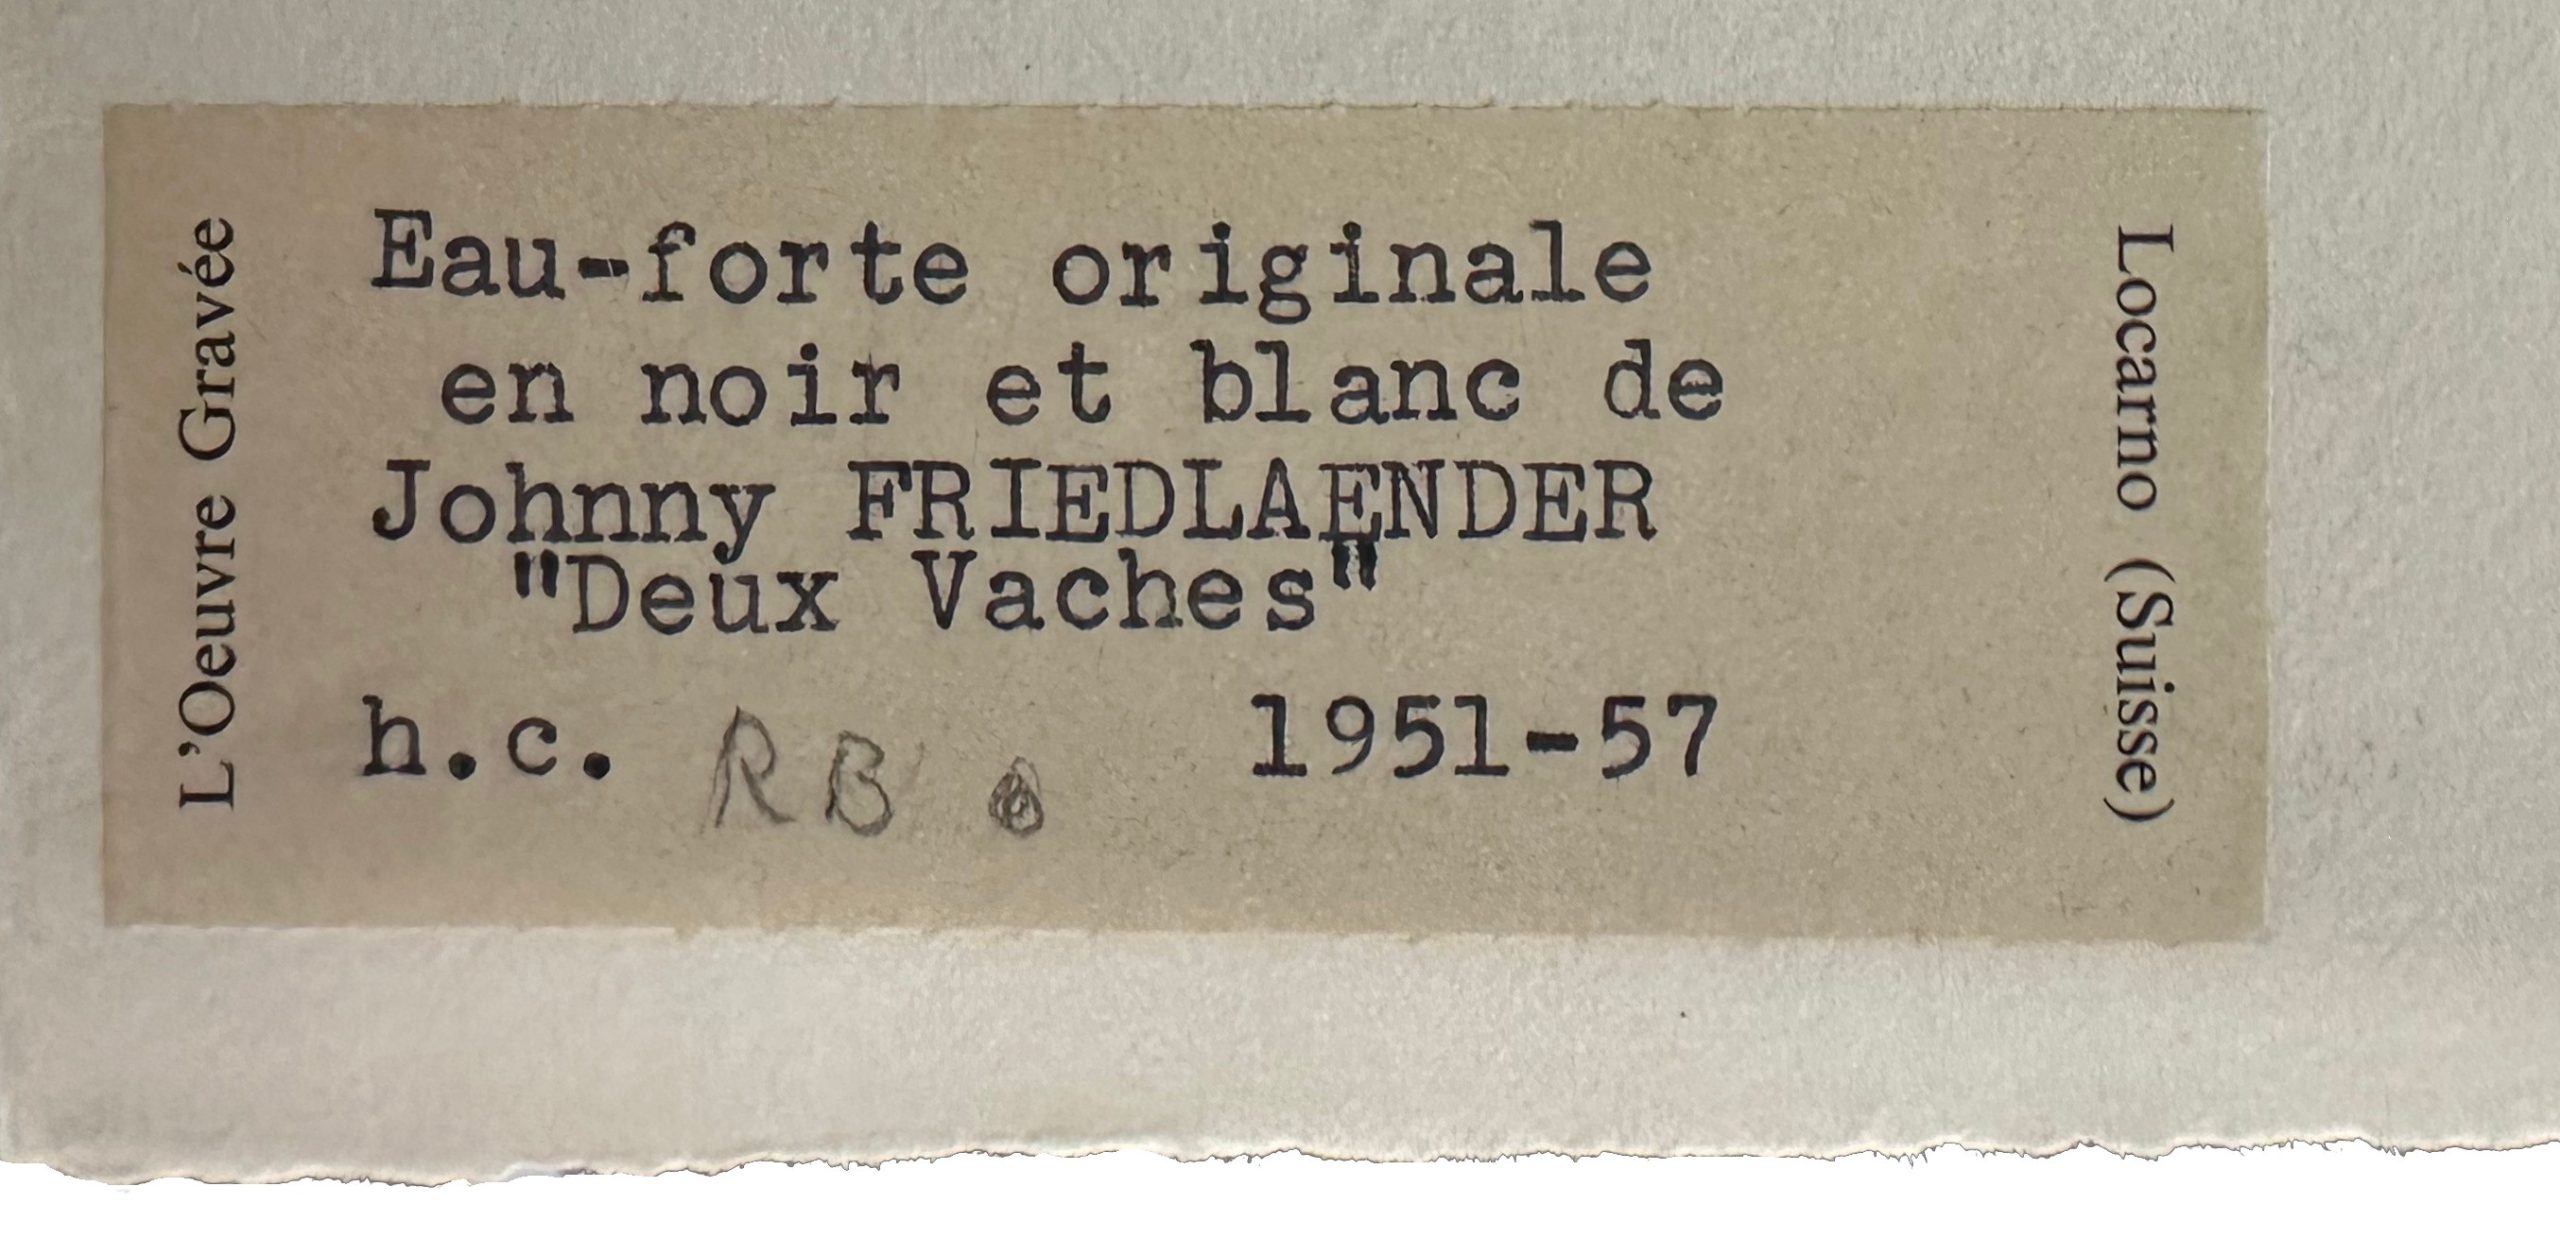 L'Oeuvre Gravée
Eau-forte originale
en noir et blanc de
Johnny FRIEDLAENDER
"Deux Vaches"
h.c. RB 1951-57
Locarno (Suisse)